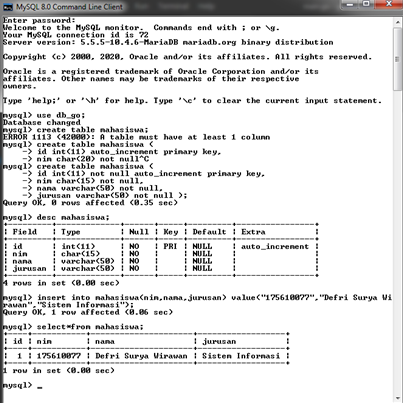 MySQL 8.0 Command Line Client
Enter password:
Welcome to the MySQL monitor.  Commands end with ; or \g.
Your MySQL connection id is 72
Server version: 5.5.5-10.4.6-MariaDB mariadb.org binary distribution
Copyright (c) 2000, 2020, Oracle and/or its affiliates. All rights reserved.
Oracle is a registered trademark of Oracle Corporation and/or its
affiliates. Other names may be trademarks of their respective
owners.
Type 'help;' or '\h' for help. Type '\c' to clear the current input statement.
mysql> use db_go;
Database changed
mysql> create table mahasiswa;
ERROR 1113 (42000): A table must have at least 1 column
mysql> create table mahasiswa (
    -> id int(11) auto_increment primary key,
    -> nim char(20) not null^C
mysql> create table mahasiswa (
    -> id int(11) not null auto_increment primary key,
    -> nim char(15) not null,
    -> nama varchar(50) not null,
    -> jurusan varchar(50) not null );
Query OK, 0 rows affected (0.35 sec)
mysql> desc mahasiswa;
+---------+-------------+------+-----+---------+----------------+
| Field   | Type        | Null | Key | Default | Extra          |
+---------+-------------+------+-----+---------+----------------+
| id      | int(11)     | NO   | PRI | NULL    | auto_increment |
| nim     | char(15)    | NO   |     | NULL    |                |
| nama    | varchar(50) | NO   |     | NULL    |                |
| jurusan | varchar(50) | NO   |     | NULL    |                |
+---------+-------------+------+-----+---------+----------------+
4 rows in set (0.00 sec)
mysql> insert into mahasiswa(nim,nama,jurusan) value("175610077","Defri Surya Wi
rawan","Sistem Informasi");
Query OK, 1 row affected (0.06 sec)
mysql> select*from mahasiswa;
+----+-----------+---------------------+------------------+
| id | nim       | nama                | jurusan          |
+----+-----------+---------------------+------------------+
|  1 | 175610077 | Defri Surya Wirawan | Sistem Informasi |
+----+-----------+---------------------+------------------+
1 row in set (0.00 sec)
mysql> _